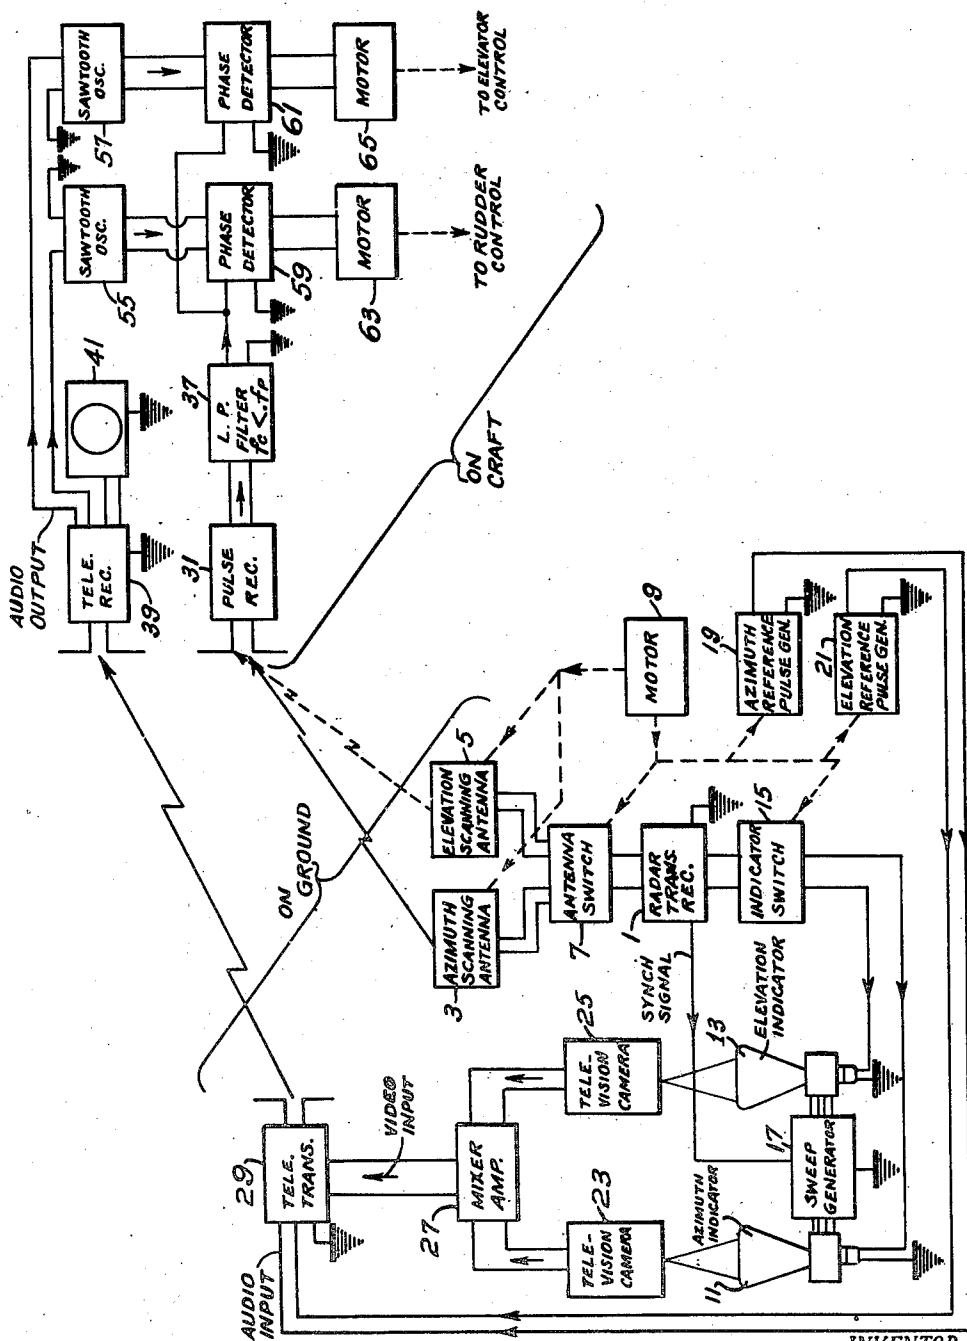 SAWTOOTH
OSC.
57
SAWTOOTH
OSC.
55
41
AUDIO
OUTPUT
TELE.
REC.
39
PHASE
DETECTOR
61
PHASE
DETECTOR
59
37
L. P.
FILTER
fc < fp
31
PULSE
REC.
MOTOR
65
MOTOR
63
TO ELEVATOR
CONTROL
TO RUDDER
CONTROL
ON
CRAFT
ON
GROUND
9
MOTOR
19
AZIMUTH
REFERENCE
PULSE GEN.
21
ELEVATION
REFERENCE
PULSE GEN.
5
ELEVATION
SCANNING
ANTENNA
AZIMUTH
SCANNING
ANTENNA
3
ANTENNA
SWITCH
7
RADAR
TRANS.
REC.
1
15
INDICATOR
SWITCH
SYNCH
SIGNAL
29
TELE.
TRANS.
VIDEO
INPUT
AUDIO
INPUT
MIXER
AMP.
27
25
TELE-
VISION
CAMERA
23
TELE-
VISION
CAMERA
13
ELEVATION
INDICATOR
17
SWEEP
GENERATOR
AZIMUTH
INDICATOR
11
INVENTOR